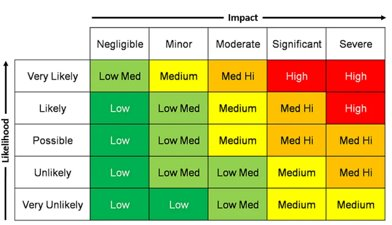 Impact
Negligible Minor Moderate Significant Severe
Likelihood
Very Likely Low Med Medium Med Hi High High
Likely Low Low Med Medium Med Hi High
Possible Low Low Med Medium Med Hi Med Hi
Unlikely Low Low Med Low Med Medium Med Hi
Very Unlikely Low Low Low Med Medium Medium